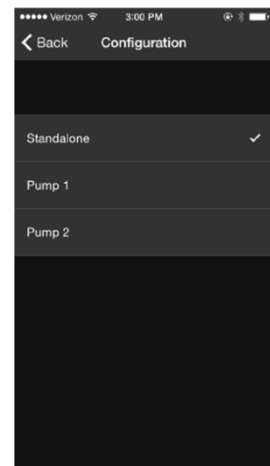 Verizon 3:00 PM
Back Configuration
Standalone
Pump 1
Pump 2